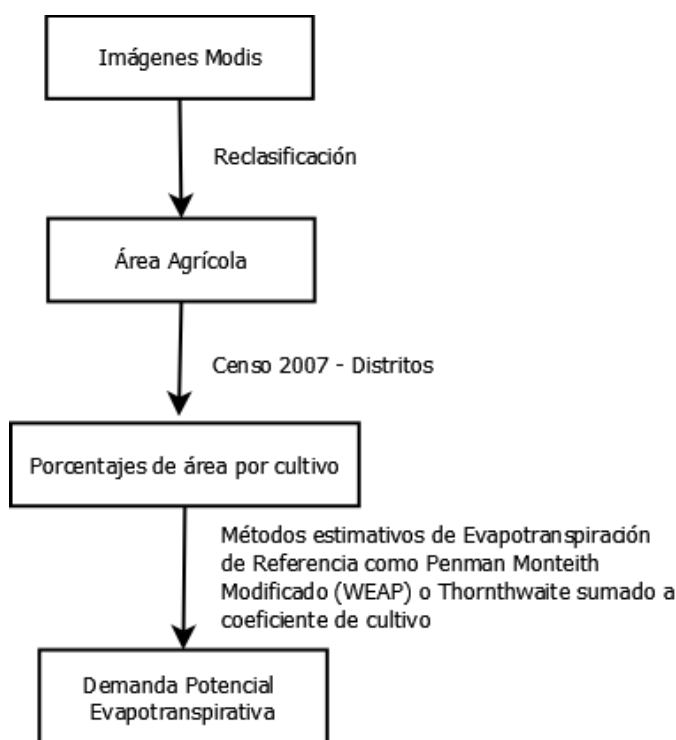 Imágenes Modis
Reclasificación
Área Agrícola
Censo 2007 - Distritos
Porcentajes de área por cultivo
Métodos estimativos de Evapotranspiración
de Referencia como Penman Monteith
Modificado (WEAP) o Thornthwaite sumado a
coeficiente de cultivo
Demanda Potencial
Evapotranspirativa